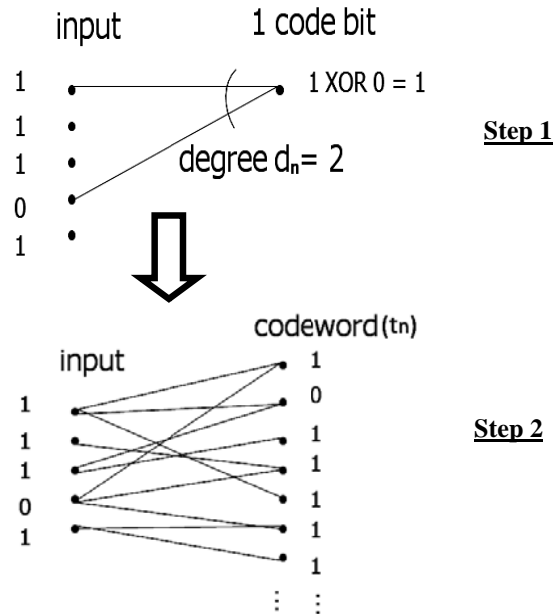 input 1 code bit
1 1 XOR 0 = 1
1
Step 1
1
degree dₙ= 2
0
1
codeword(tₙ)
input
1
0
1
1
1
Step 2
1
1
0
1
1
1
1
⋮ ⋮